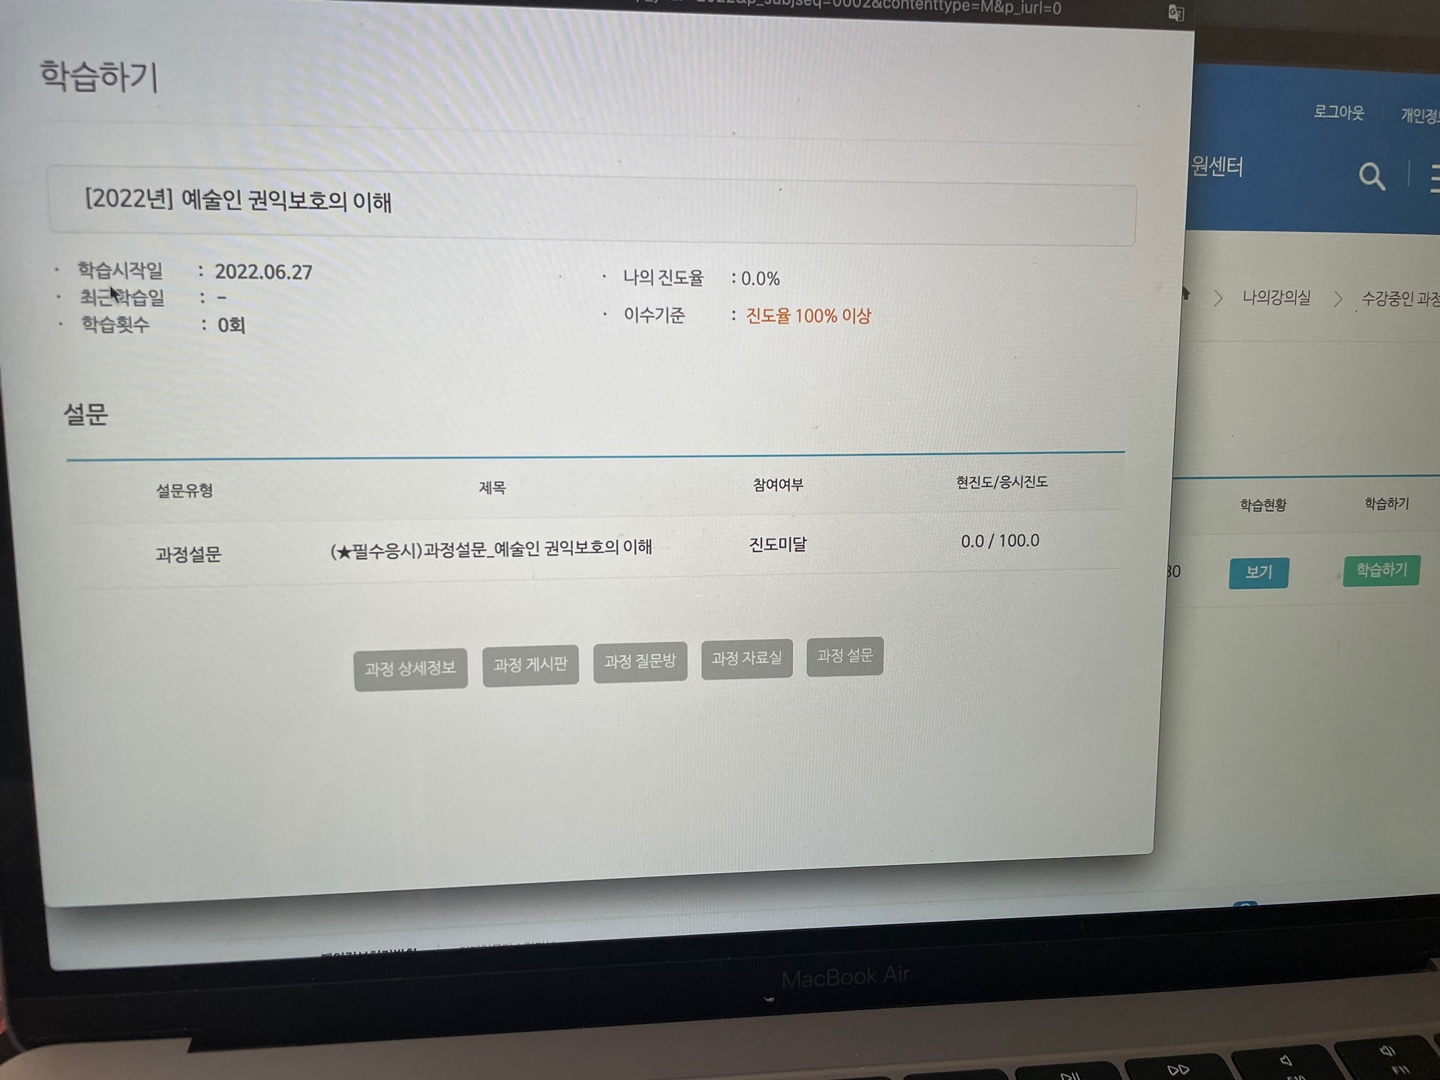 &contenttype=M&p_iurl=0
학습하기
[2022년] 예술인 권익보호의 이해
· 학습시작일 : 2022.06.27
· 최근학습일 : -
· 학습횟수 : 0회
· 나의 진도율 : 0.0%
· 이수기준 : 진도율 100% 이상
설문
설문유형 제목 참여여부 현진도/응시진도
과정설문 (★필수응시)과정설문_예술인 권익보호의 이해 진도미달 0.0 / 100.0
과정 상세정보 과정 게시판 과정 질문방 과정 자료실 과정 설문
로그아웃 개인정보
원센터
나의강의실 수강중인 과정
학습현황 학습하기
30 보기 학습하기
MacBook Air
F11